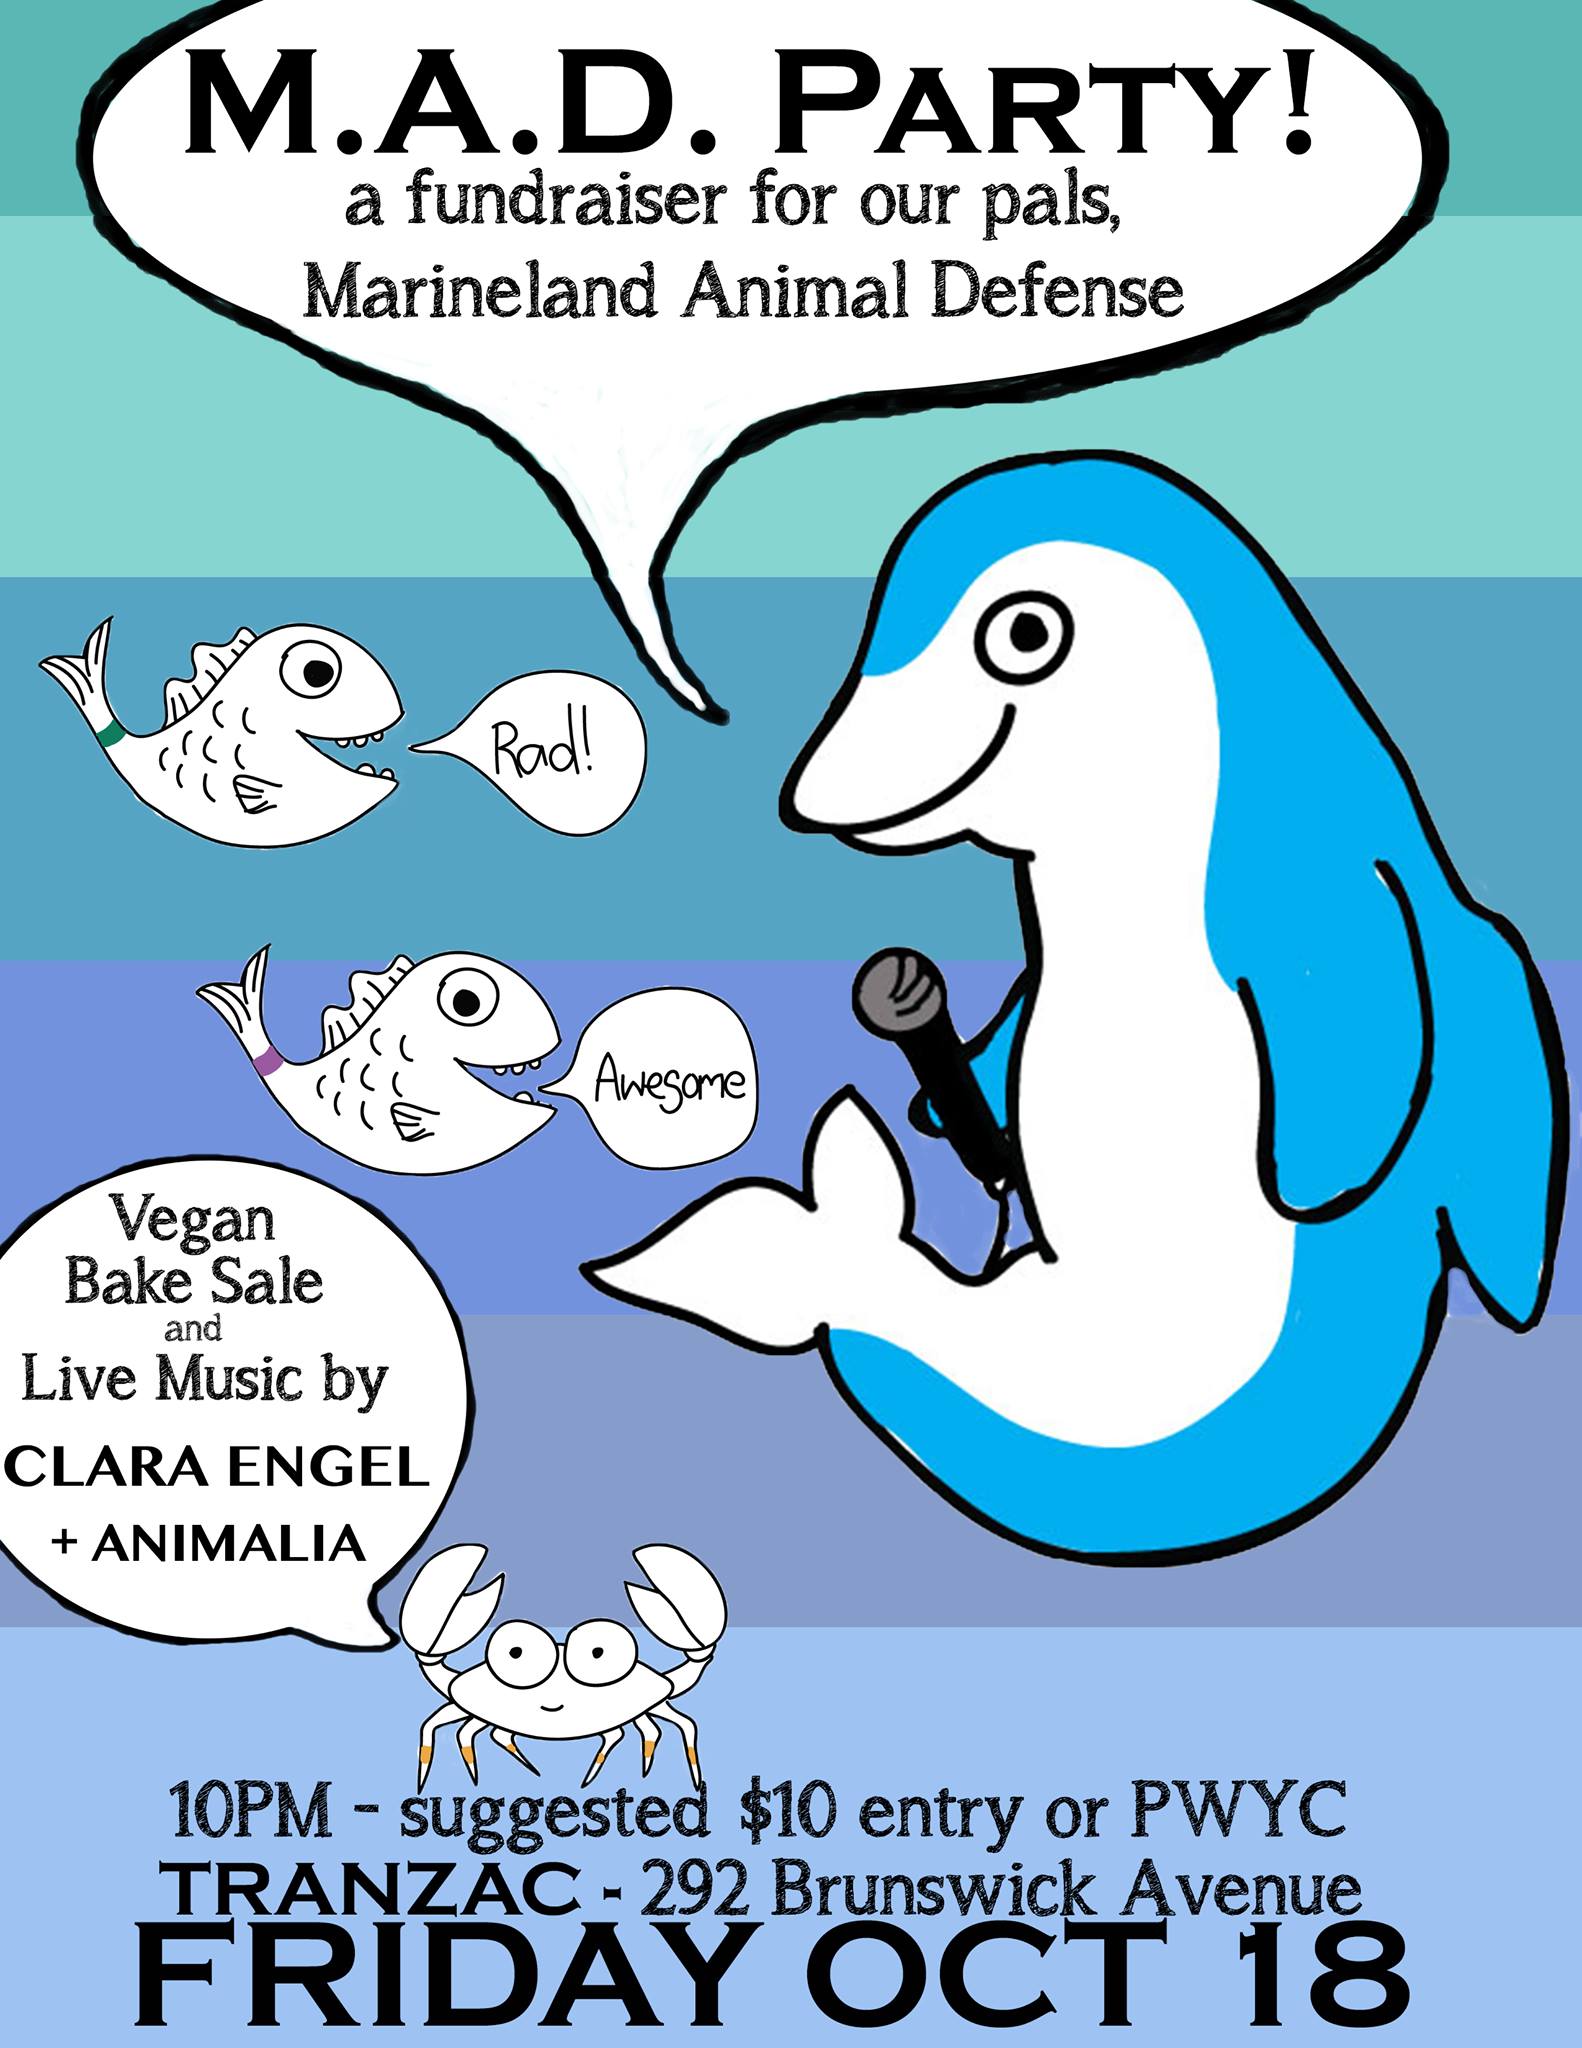 M.A.D. PARTY!
a fundraiser for our pals,
Marineland Animal Defense
Rad!
Awesome
Vegan
Bake Sale
and
Live Music by
CLARA ENGEL
+ ANIMALIA
10PM - suggested $10 entry or PWYC
TRANZAC - 292 Brunswick Avenue
FRIDAY OCT 18